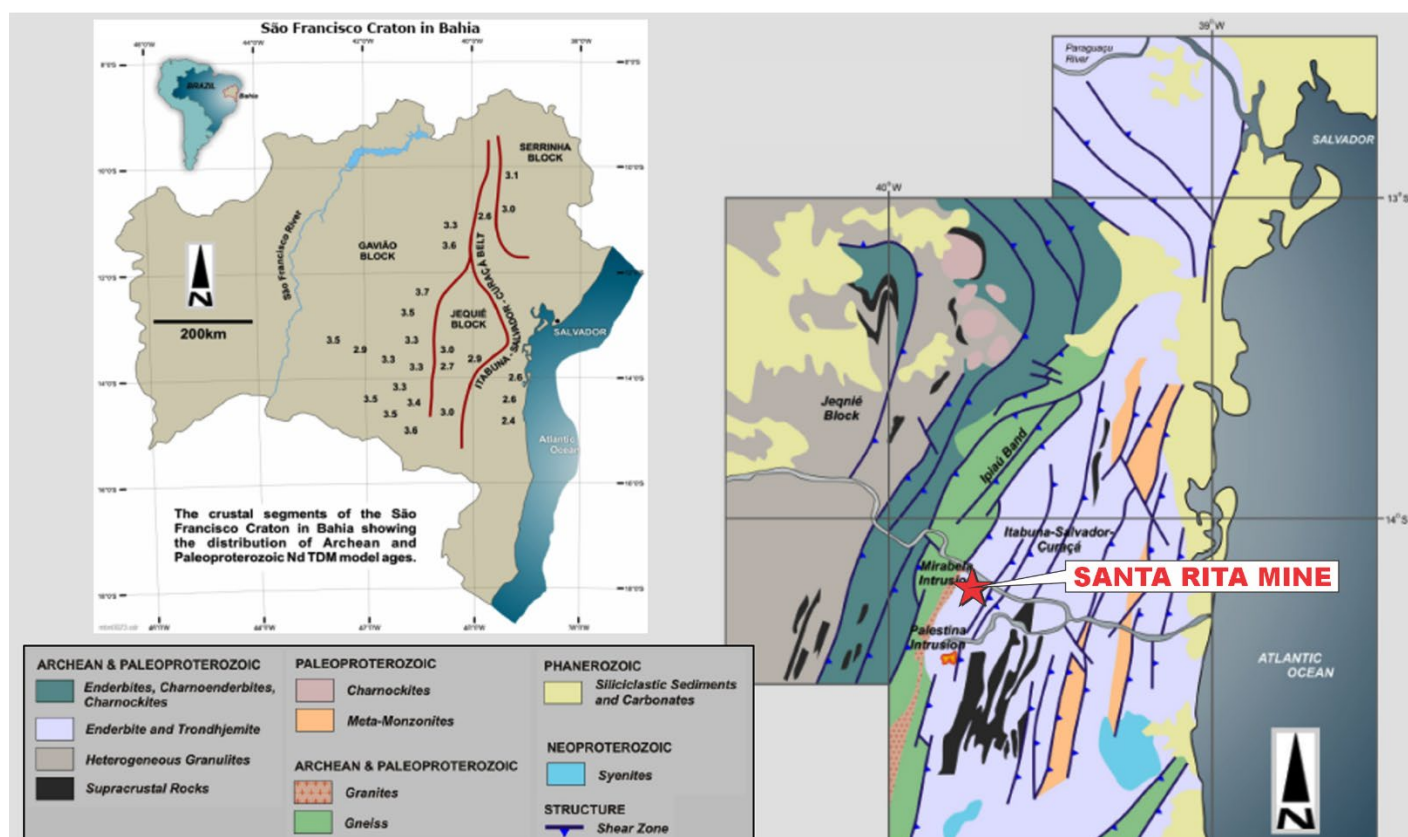 São Francisco Craton in Bahia
BRAZIL
Bahia
SERRINHA
BLOCK
3.1
3.0
2.6
3.3
3.6
GAVIÃO
BLOCK
São Francisco River
ITABUNA - SALVADOR - CURAÇÁ BELT
3.7
3.5
JEQUIÉ
BLOCK
SALVADOR
3.5
2.9
3.3
3.3
3.3
3.0
2.7
2.9
3.3
3.5
3.4
3.5
3.6
3.0
2.6
2.6
2.4
Atlantic
Ocean
N
200km
The crustal segments of the São
Francisco Craton in Bahia showing
the distribution of Archean and
Paleoproterozoic Nd TDM model ages.
39°W
Paraguaçu
River
SALVADOR
40°W
13°S
Jeqnié
Block
Ipiaú Band
14°S
Itabuna-Salvador-
Curaçá
Mirabela
Intrusion
SANTA RITA MINE
Palestina
Intrusion
ATLANTIC
OCEAN
N
ARCHEAN & PALEOPROTEROZOIC
Enderbites, Charnoenderbites,
Charnockites
Enderbite and Trondhjemite
Heterogeneous Granulites
Supracrustal Rocks
PALEOPROTEROZOIC
Charnockites
Meta-Monzonites
ARCHEAN & PALEOPROTEROZOIC
Granites
Gneiss
PHANEROZOIC
Siliciclastic Sediments
and Carbonates
NEOPROTEROZOIC
Syenites
STRUCTURE
Shear Zone